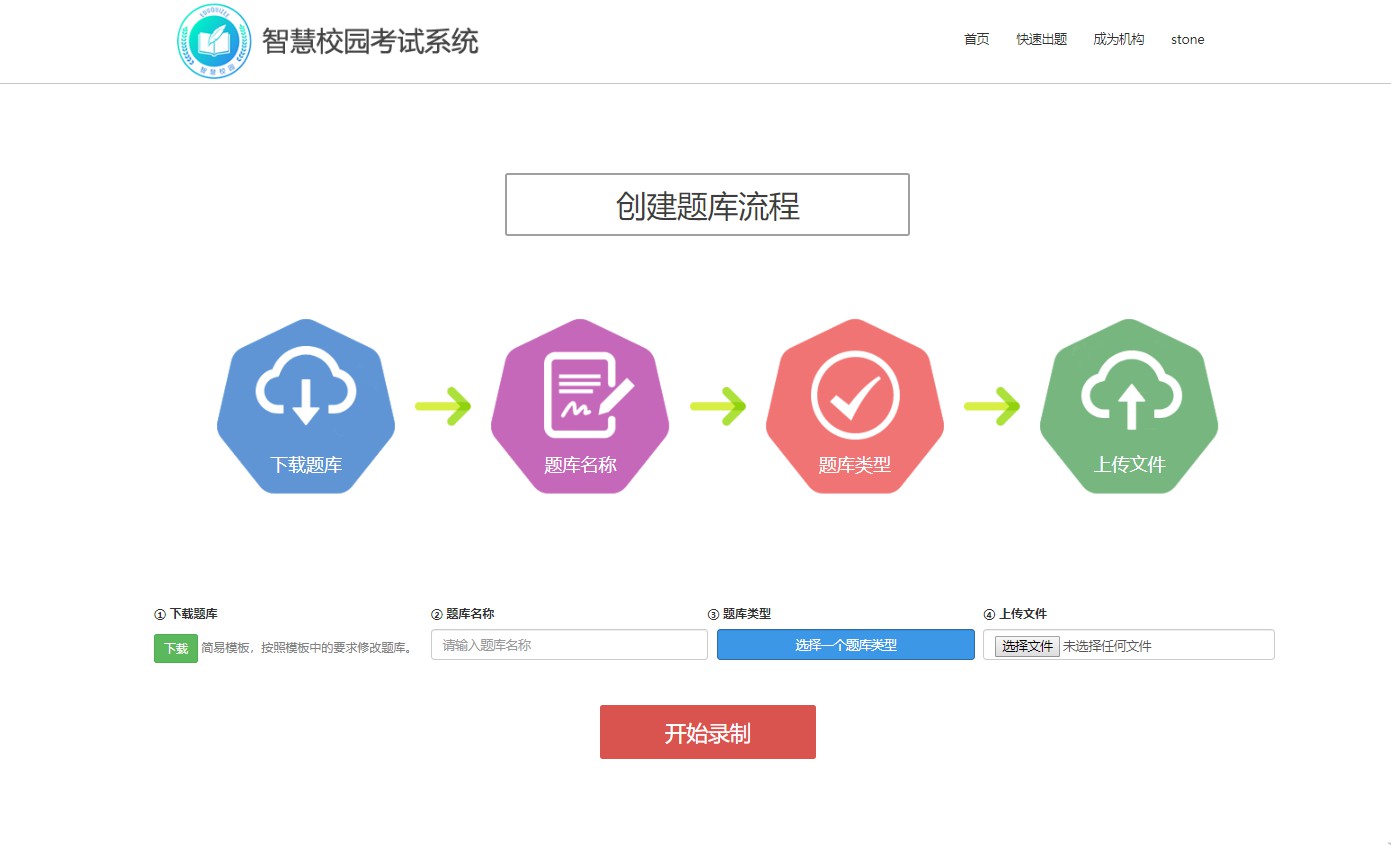 智慧校园考试系统
首页 快速出题 成为机构 stone
智慧校园
创建题库流程
下载题库 题库名称 题库类型 上传文件
① 下载题库 ② 题库名称 ③ 题库类型 ④ 上传文件
下载 简易模板，按照模板中的要求修改题库。 请输入题库名称 选择一个题库类型 选择文件 未选择任何文件
开始录制